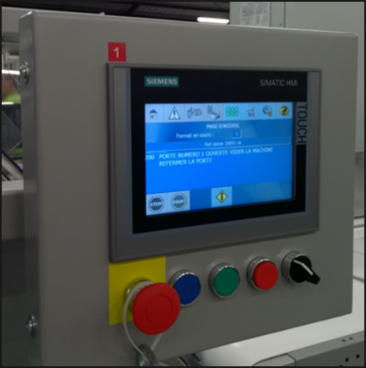 1
SIEMENS
SIMATIC HMI
TOUCH
PAGE D'ACCUEIL
Format en cours :
PORTE NUMERO 1 OUVERTE VIDER LA MACHINE
REFERMER LA PORTE